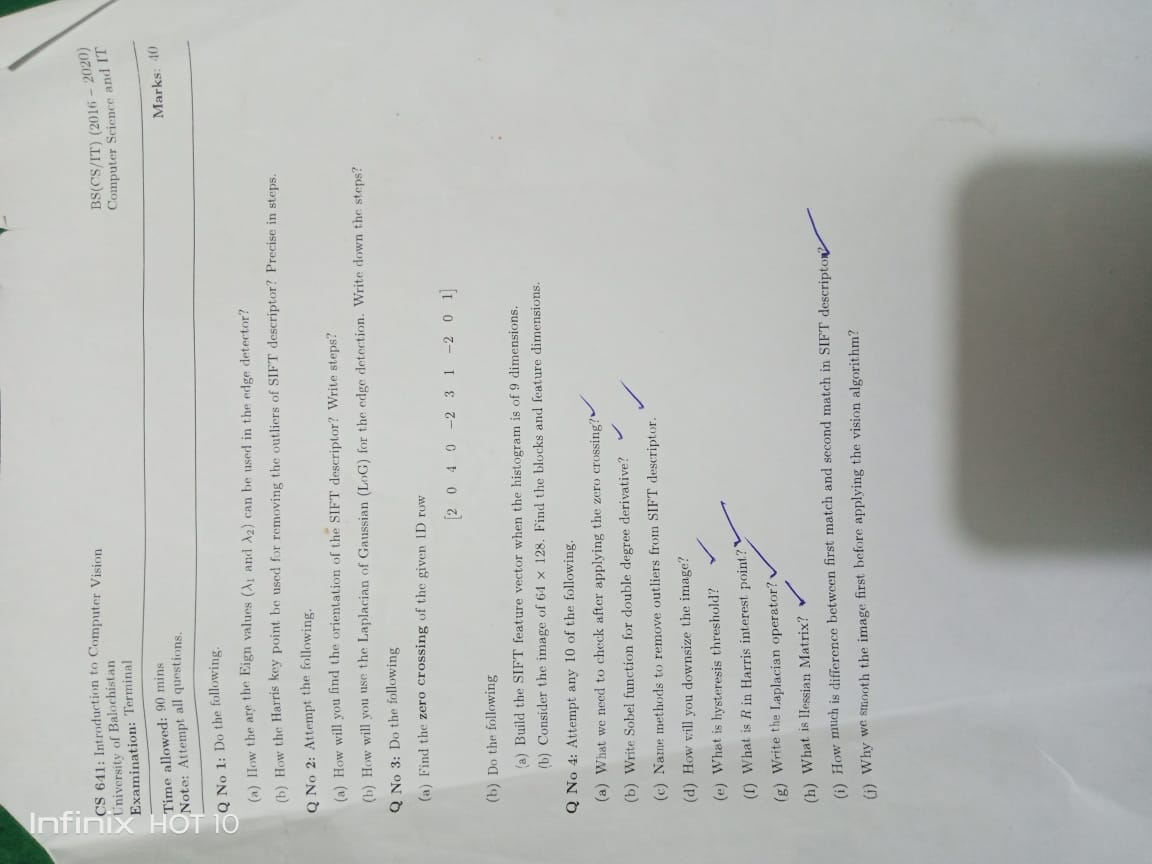 CS 641: Introduction to Computer Vision BS(CS/IT) (2016 – 2020)
University of Balochistan Computer Science and IT
Examination: Terminal
Time allowed: 90 mins Marks: 40
Note: Attempt all questions.
Q No 1: Do the following.
(a) How are the Eign values (λ1 and λ2) can be used in the edge detector?
(b) How the Harris key point be used for removing the outliers of SIFT descriptor? Precise in steps.
Q No 2: Attempt the following.
(a) How will you find the orientation of the SIFT descriptor? Write steps?
(b) How will you use the Laplacian of Gaussian (LoG) for the edge detection. Write down the steps?
Q No 3: Do the following
(a) Find the zero crossing of the given 1D row
[2 0 4 0 −2 3 1 −2 0 1]
(b) Do the following
(a) Build the SIFT feature vector when the histogram is of 9 dimensions.
(b) Consider the image of 64 × 128. Find the blocks and feature dimensions.
Q No 4: Attempt any 10 of the following.
(a) What we need to check after applying the zero crossing?
(b) Write Sobel function for double degree derivative?
(c) Name methods to remove outliers from SIFT descriptor.
(d) How will you downsize the image?
(e) What is hysteresis threshold?
(f) What is R in Harris interest point?
(g) Write the Laplacian operator?
(h) What is Hessian Matrix?
(i) How much is difference between first match and second match in SIFT descriptor?
(j) Why we smooth the image first before applying the vision algorithm?
Infinix HOT 10